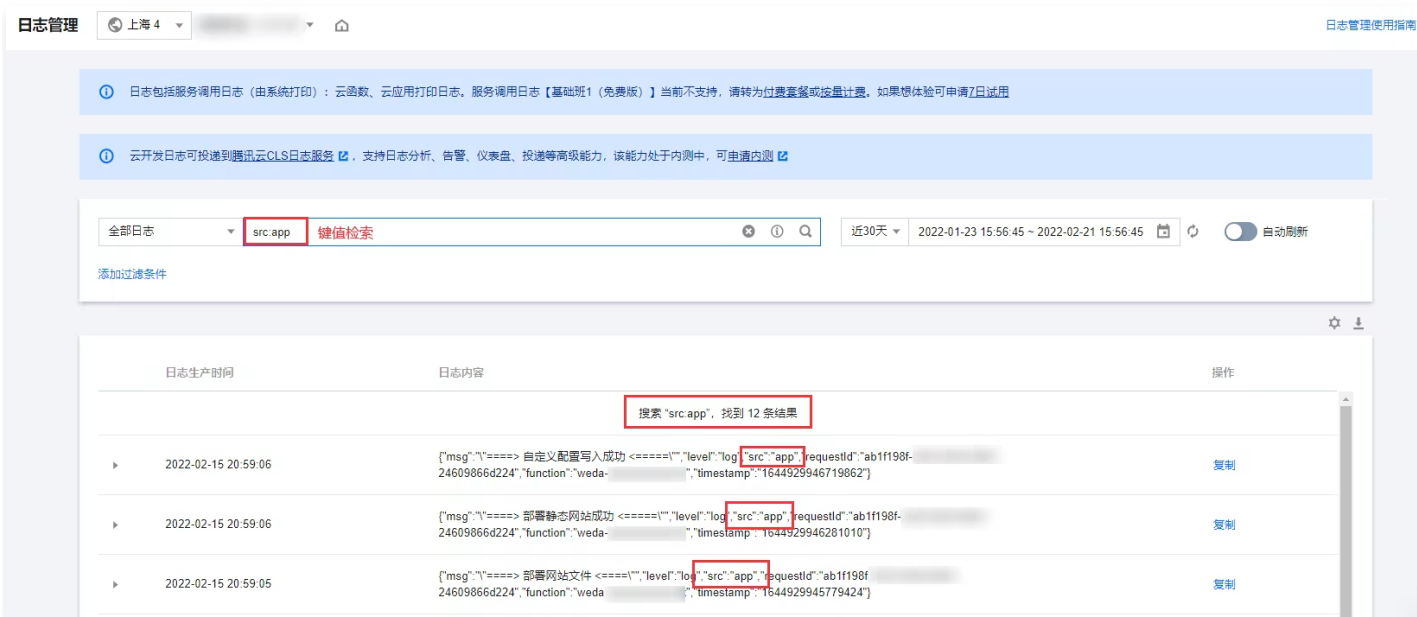 日志管理 上海 4 日志管理使用指南
日志包括服务调用日志（由系统打印）：云函数、云应用打印日志。服务调用日志【基础班1（免费版）】当前不支持，请转为付费套餐或按量计费。如果想体验可申请7日试用
云开发日志可投递到腾讯云CLS日志服务，支持日志分析、告警、仪表盘、投递等高级能力，该能力处于内测中，可申请内测
全部日志 src:app 键值检索 近30天 2022-01-23 15:56:45 ~ 2022-02-21 15:56:45 自动刷新
添加过滤条件
日志生产时间 日志内容 操作
搜索 "src:app"，找到 12 条结果
2022-02-15 20:59:06 {"msg":"\"====> 自定义配置写入成功 <=====\"","level":"log","src":"app","requestId":"ab1f198f- 复制
24609866d224","function":"weda- ","timestamp":"1644929946719862"}
2022-02-15 20:59:06 {"msg":"\"====> 部署静态网站成功 <=====\"","level":"log","src":"app","requestId":"ab1f198f- 复制
24609866d224","function":"weda- ","timestamp":"1644929946281010"}
2022-02-15 20:59:05 {"msg":"\"====> 部署网站文件 <====\"","level":"log","src":"app","requestId":"ab1f198f 复制
24609866d224","function":"weda ","timestamp":"1644929945779424"}